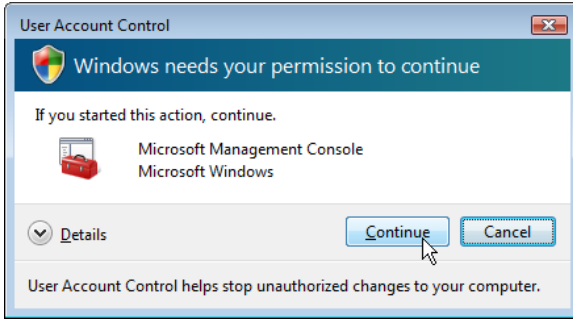 User Account Control
Windows needs your permission to continue
If you started this action, continue.
Microsoft Management Console
Microsoft Windows
Details
Continue
Cancel
User Account Control helps stop unauthorized changes to your computer.